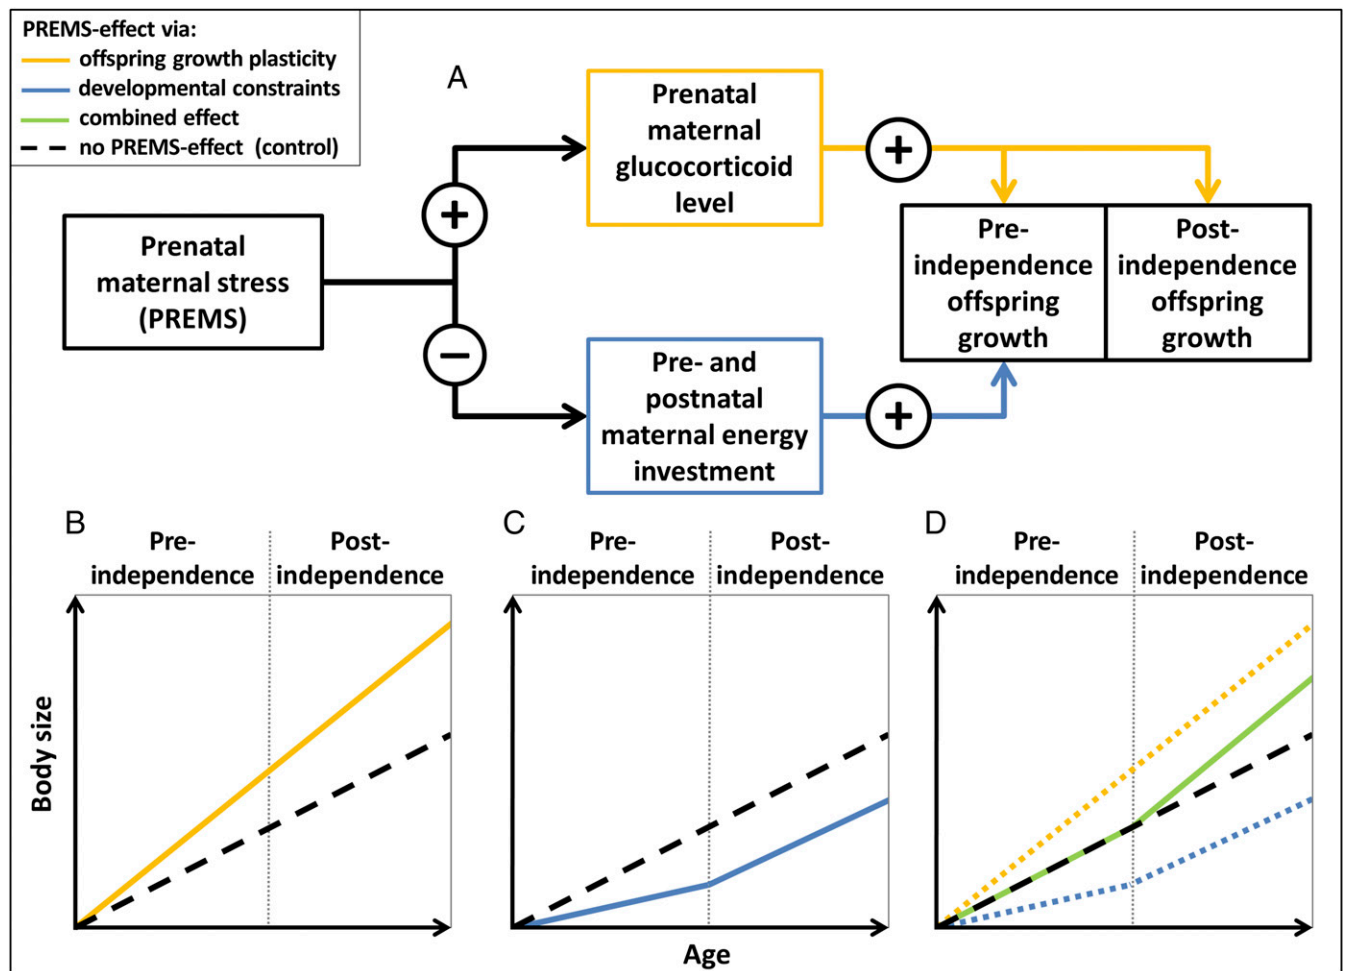 PREMS-effect via:
offspring growth plasticity
developmental constraints
combined effect
no PREMS-effect (control)
A
Prenatal
maternal
glucocorticoid
level
+
+
Prenatal
maternal stress
(PREMS)
Pre-
independence
offspring
growth
Post-
independence
offspring
growth
−
Pre- and
postnatal
maternal energy
investment
+
B
Pre-
independence
Post-
independence
C
Pre-
independence
Post-
independence
D
Pre-
independence
Post-
independence
Body size
Age